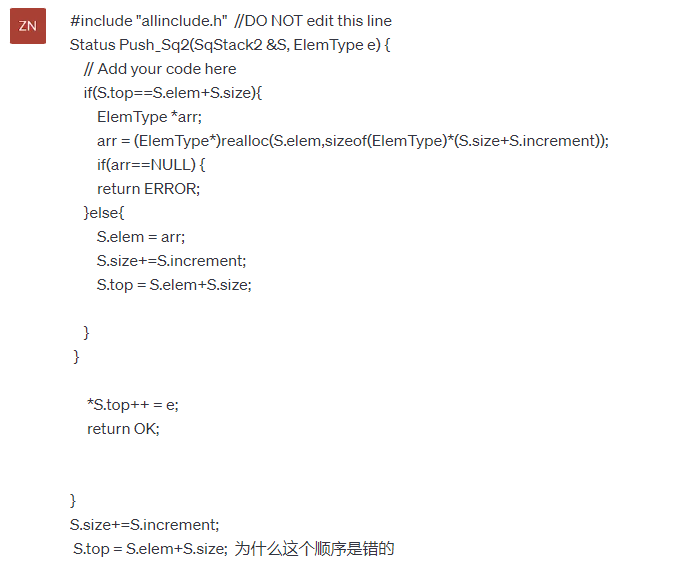 ZN
#include "allinclude.h"  //DO NOT edit this line
Status Push_Sq2(SqStack2 &S, ElemType e) {
// Add your code here
if(S.top==S.elem+S.size){
ElemType *arr;
arr = (ElemType*)realloc(S.elem,sizeof(ElemType)*(S.size+S.increment));
if(arr==NULL) {
return ERROR;
}else{
S.elem = arr;
S.size+=S.increment;
S.top = S.elem+S.size;
}
}
*S.top++ = e;
return OK;
}
S.size+=S.increment;
S.top = S.elem+S.size;  为什么这个顺序是错的